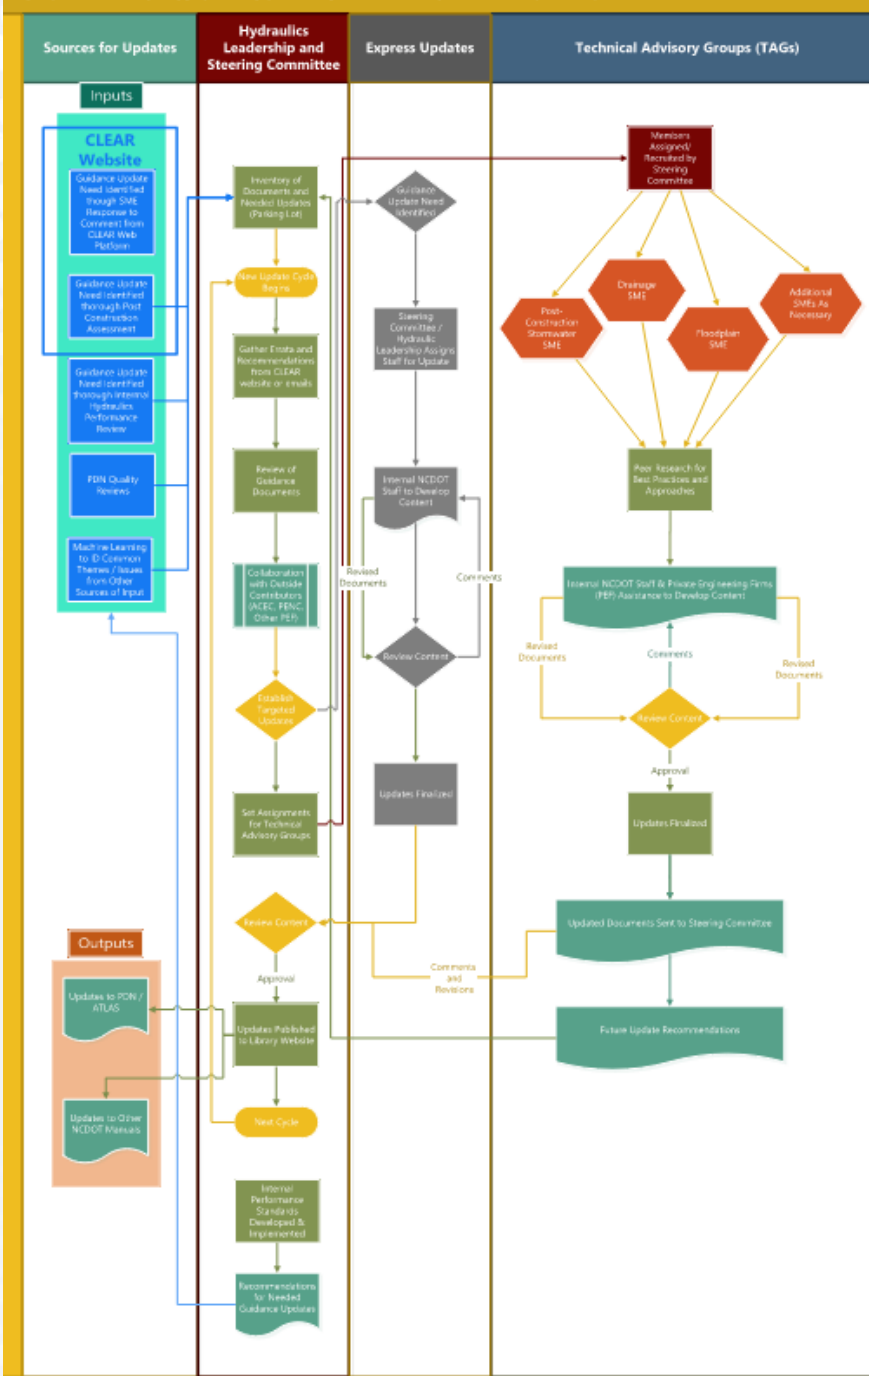 Sources for Updates
Hydraulics
Leadership and
Steering Committee
Express Updates
Technical Advisory Groups (TAGs)
Inputs
CLEAR
Website
Guidance Update
Need Identified
though SME
Response to
Comment from
CLEAR Web
Platform
Guidance Update
Need Identified
thorough Post
Construction
Assessment
Guidance Update
Need Identified
thorough Internal
Hydraulics
Performance
Review
PDN Quality
Reviews
Machine Learning
to ID Common
Themes / Issues
from Other
Sources of Input
Outputs
Updates to PDN /
ATLAS
Updates to Other
NCDOT Manuals
Inventory of
Documents and
Needed Updates
(Parking Lot)
New Update Cycle
Begins
Gather Errata and
Recommendations
from CLEAR
website or emails
Review of
Guidance
Documents
Collaboration
with Outside
Contributors
(ACEC, PENC,
Other PEF)
Establish
Targeted
Updates
Set Assignments
for Technical
Advisory Groups
Review Content
Approval
Updates Published
to Library Website
Next Cycle
Internal
Performance
Standards
Developed &
Implemented
Recommendations
for Needed
Guidance Updates
Guidance
Update Need
Identified
Steering
Committee /
Hydraulic
Leadership Assigns
Staff for Update
Internal NCDOT
Staff to Develop
Content
Revised
Documents
Comments
Review Content
Updates Finalized
Members
Assigned/
Recruited by
Steering
Committee
Post-
Construction
Stormwater
SME
Drainage
SME
Floodplain
SME
Additional
SMEs As
Necessary
Peer Research for
Best Practices and
Approaches
Internal NCDOT Staff & Private Engineering Firms
(PEF) Assistance to Develop Content
Revised
Documents
Comments
Revised
Documents
Review Content
Approval
Updates Finalized
Updated Documents Sent to Steering Committee
Comments
and
Revisions
Future Update Recommendations